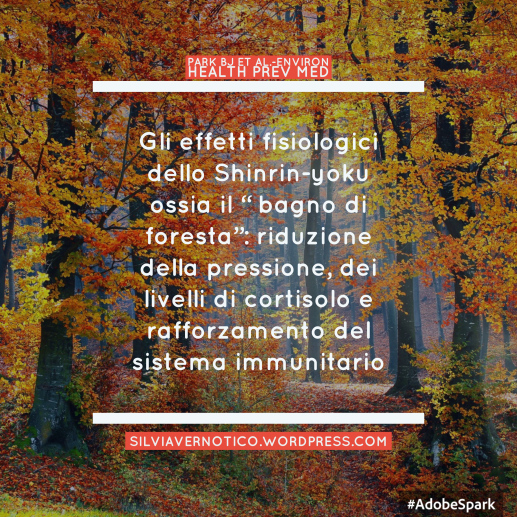 PARK BJ ET AL-ENVIRON
HEALTH PREV MED
Gli effetti fisiologici
dello Shinrin-yoku
ossia il “bagno di
foresta”: riduzione
della pressione, dei
livelli di cortisolo e
rafforzamento del
sistema immunitario
SILVIAVERNOTICO.WORDPRESS.COM
#AdobeSpark